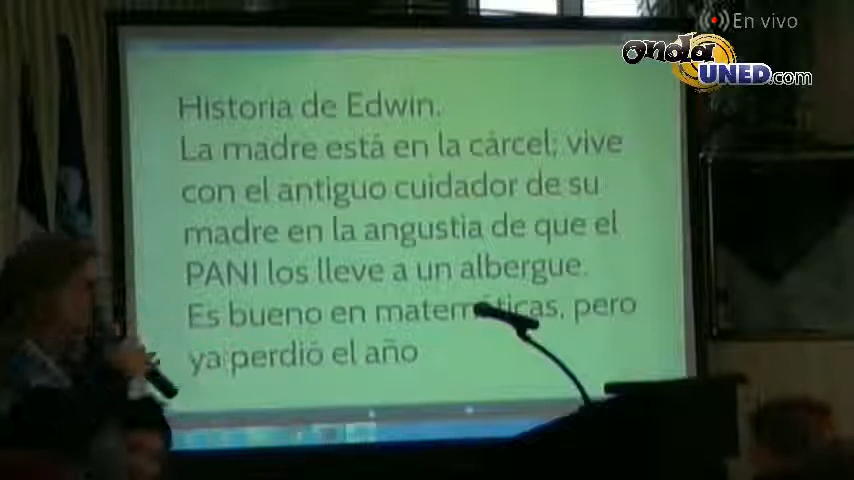 En vivo
onda
UNED.com
Historia de Edwin.
La madre está en la cárcel; vive
con el antiguo cuidador de su
madre en la angustia de que el
PANI los lleve a un albergue.
Es bueno en matemáticas, pero
ya perdió el año